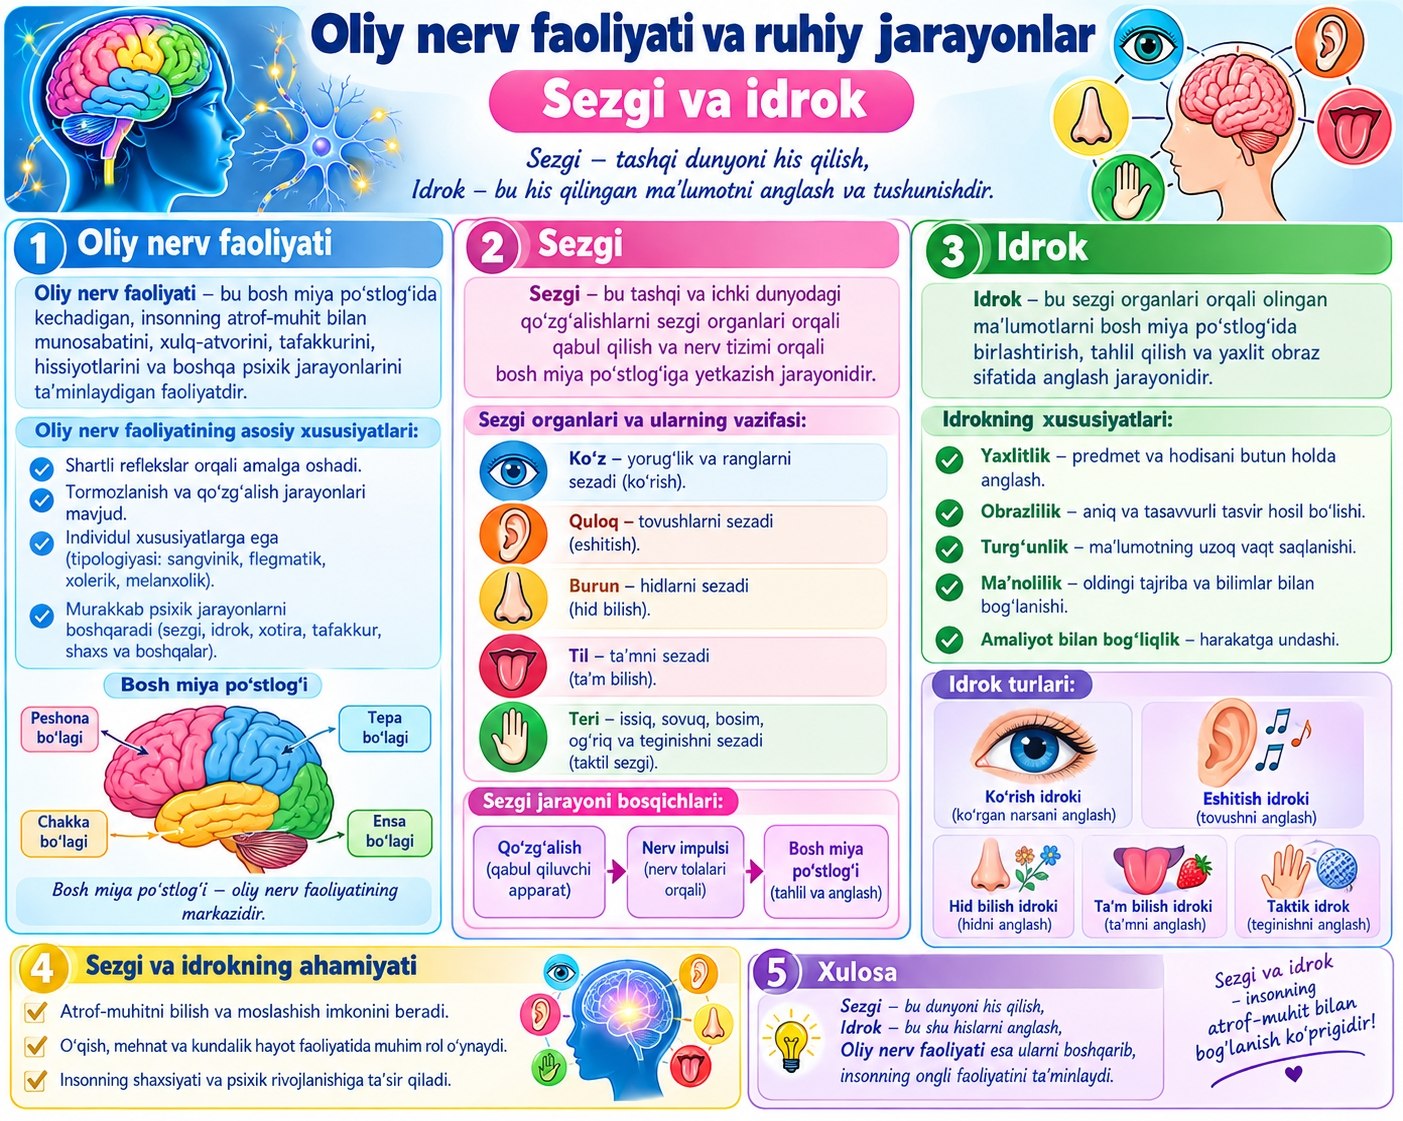 Oliy nerv faoliyati va ruhiy jarayonlar
Sezgi va idrok
Sezgi – tashqi dunyoni his qilish,
Idrok – bu his qilingan ma'lumotni anglash va tushunishdir.
1 Oliy nerv faoliyati
Oliy nerv faoliyati – bu bosh miya po'stlog'ida
kechadigan, insonning atrof-muhit bilan
munosabatini, xulq-atvorini, tafakkurini,
hissiyotlarini va boshqa psixik jarayonlarini
ta'minlaydigan faoliyatdir.
Oliy nerv faoliyatining asosiy xususiyatlari:
Shartli reflekslar orqali amalga oshadi.
Tormozlanish va qo'zg'alish jarayonlari
mavjud.
Individul xususiyatlarga ega
(tipologiyasi: sangvinik, flegmatik,
xolerik, melanxolik).
Murakkab psixik jarayonlarni
boshqaradi (sezgi, idrok, xotira, tafakkur,
shaxs va boshqalar).
Bosh miya po'stlog'i
Peshona
bo'lagi
Tepa
bo'lagi
Chakka
bo'lagi
Ensa
bo'lagi
Bosh miya po'stlog'i – oliy nerv faoliyatining
markazidir.
2 Sezgi
Sezgi – bu tashqi va ichki dunyodagi
qo'zg'alishlarni sezgi organlari orqali
qabul qilish va nerv tizimi orqali
bosh miya po'stlog'iga yetkazish jarayonidir.
Sezgi organlari va ularning vazifasi:
Ko'z – yorug'lik va ranglarni
sezadi (ko'rish).
Quloq – tovushlarni sezadi
(eshitish).
Burun – hidlarni sezadi
(hid bilish).
Til – ta'mni sezadi
(ta'm bilish).
Teri – issiq, sovuq, bosim,
og'riq va teginishni sezadi
(taktil sezgi).
Sezgi jarayoni bosqichlari:
Qo'zg'alish
(qabul qiluvchi
apparat)
Nerv impulsi
(nerv tolalari
orqali)
Bosh miya
po'stlog'i
(tahlil va anglash)
3 Idrok
Idrok – bu sezgi organlari orqali olingan
ma'lumotlarni bosh miya po'stlog'ida
birlashtirish, tahlil qilish va yaxlit obraz
sifatida anglash jarayonidir.
Idrokning xususiyatlari:
Yaxlitlik – predmet va hodisani butun holda
anglash.
Obrazlilik – aniq va tasavvurli tasvir hosil bo'lishi.
Turg'unlik – ma'lumotning uzoq vaqt saqlanishi.
Ma'nolilik – oldingi tajriba va bilimlar bilan
bog'lanishi.
Amaliyot bilan bog'liqlik – harakatga undashi.
Idrok turlari:
Ko'rish idroki
(ko'rgan narsani anglash)
Eshitish idroki
(tovushni anglash)
Hid bilish idroki
(hidni anglash)
Ta'm bilish idroki
(ta'mni anglash)
Taktik idrok
(teginishni anglash)
4 Sezgi va idrokning ahamiyati
Atrof-muhitni bilish va moslashish imkonini beradi.
O'qish, mehnat va kundalik hayot faoliyatida muhim rol o'ynaydi.
Insonning shaxsiyati va psixik rivojlanishiga ta'sir qiladi.
5 Xulosa
Sezgi – bu dunyoni his qilish,
Idrok – bu shu hislarni anglash,
Oliy nerv faoliyati esa ularni boshqarib,
insonning ongli faoliyatini ta'minlaydi.
Sezgi va idrok
– insonning
atrof-muhit bilan
bog'lanish ko'prigidir!